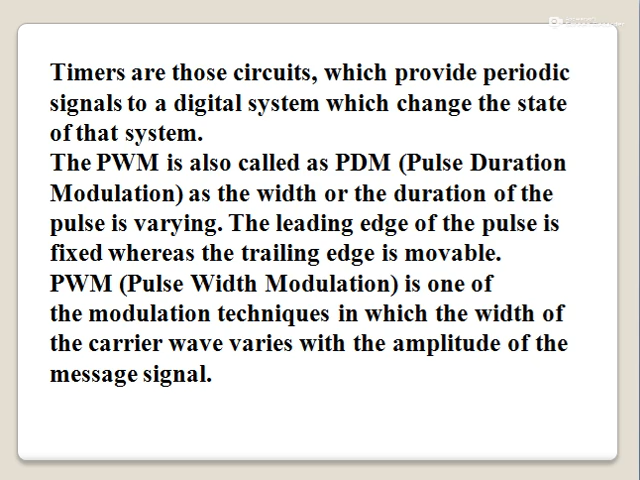 Timers are those circuits, which provide periodic
signals to a digital system which change the state
of that system.
The PWM is also called as PDM (Pulse Duration
Modulation) as the width or the duration of the
pulse is varying. The leading edge of the pulse is
fixed whereas the trailing edge is movable.
PWM (Pulse Width Modulation) is one of
the modulation techniques in which the width of
the carrier wave varies with the amplitude of the
message signal.